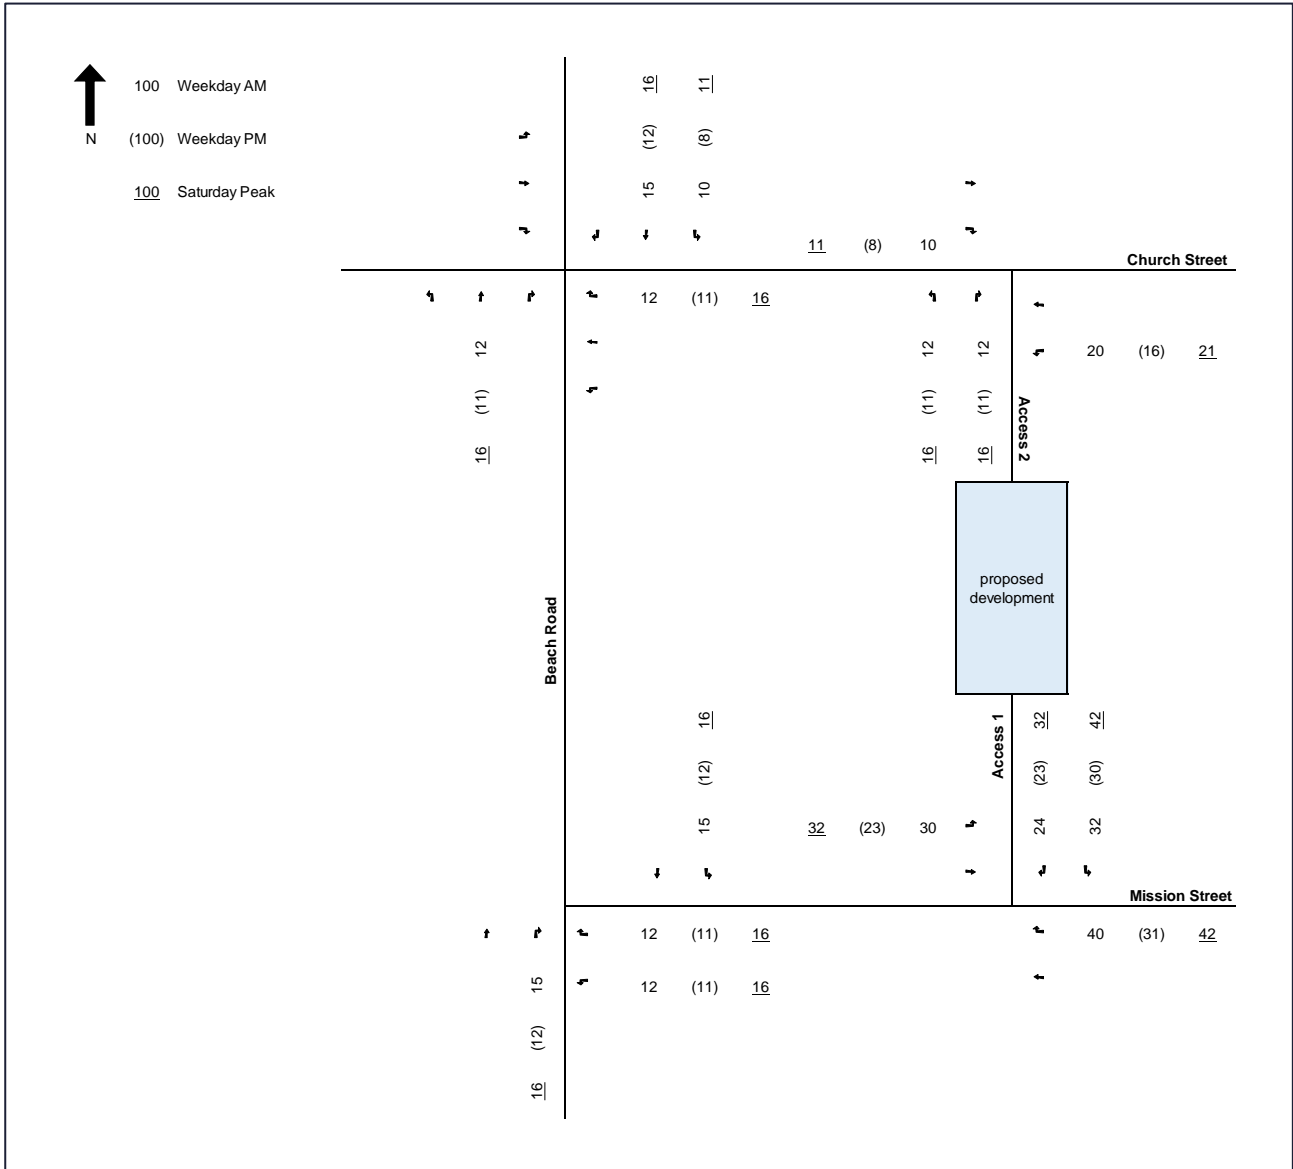 100 Weekday AM
N (100) Weekday PM
100 Saturday Peak
16 11
(12) (8)
15 10
11 (8) 10
Church Street
12 (11) 16
12
(11)
16
12 12
(11) (11)
16 16
20 (16) 21
Access 2
proposed
development
Beach Road
Access 1
16
(12)
15
32 (23) 30
32 42
(23) (30)
24 32
Mission Street
12 (11) 16
40 (31) 42
12 (11) 16
15
(12)
16